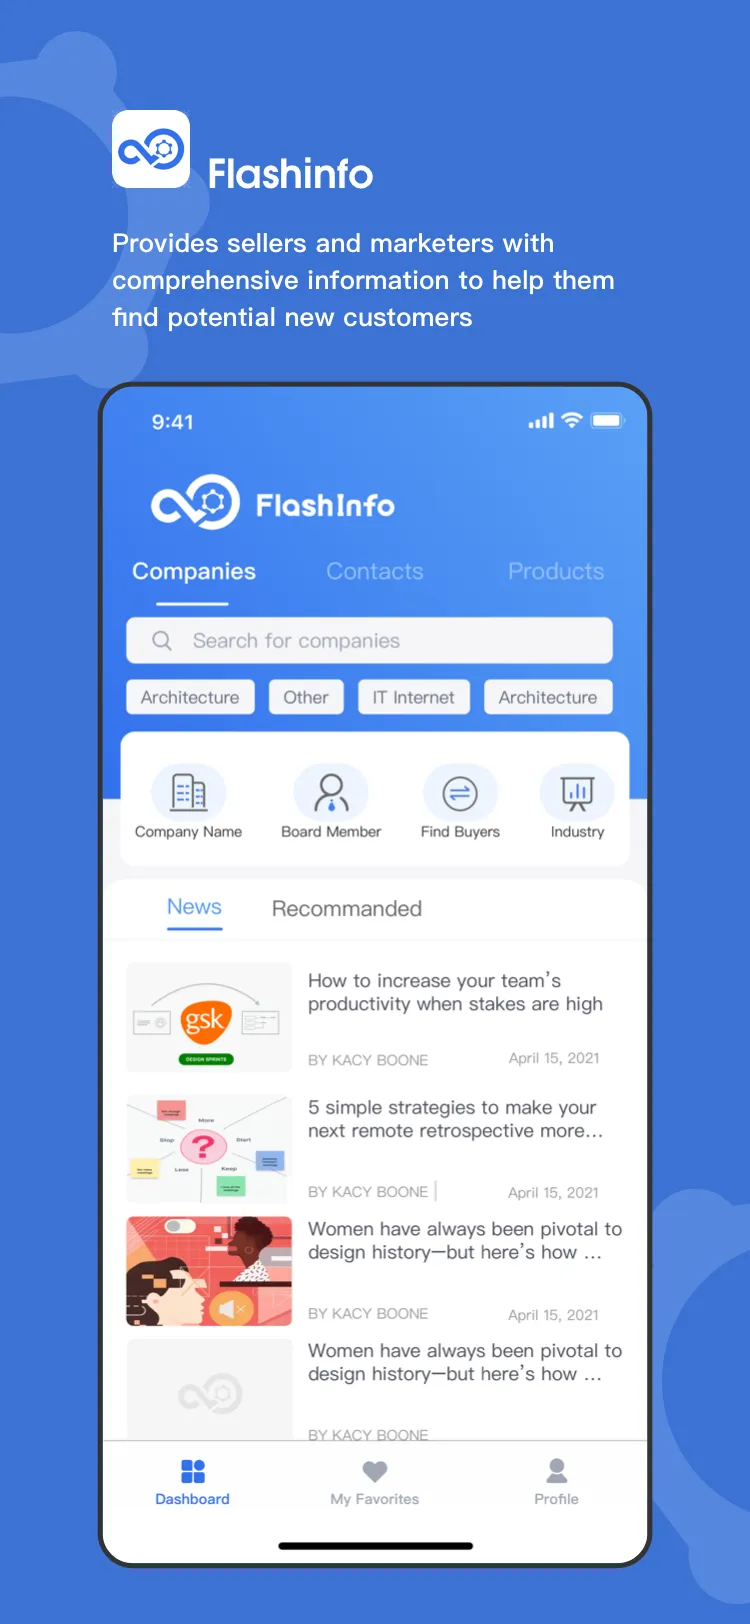 Flashinfo
Provides sellers and marketers with
comprehensive information to help them
find potential new customers
9:41
FlashInfo
Companies Contacts Products
Search for companies
Architecture Other IT Internet Architecture
Company Name Board Member Find Buyers Industry
News Recommanded
How to increase your team's
productivity when stakes are high
gsk
DESIGN SPRINTS
BY KACY BOONE April 15, 2021
5 simple strategies to make your
next remote retrospective more...
More
Stop Start
?
Less Keep
BY KACY BOONE April 15, 2021
Women have always been pivotal to
design history—but here's how ...
BY KACY BOONE April 15, 2021
Women have always been pivotal to
design history—but here's how ...
BY KACY BOONE
Dashboard My Favorites Profile